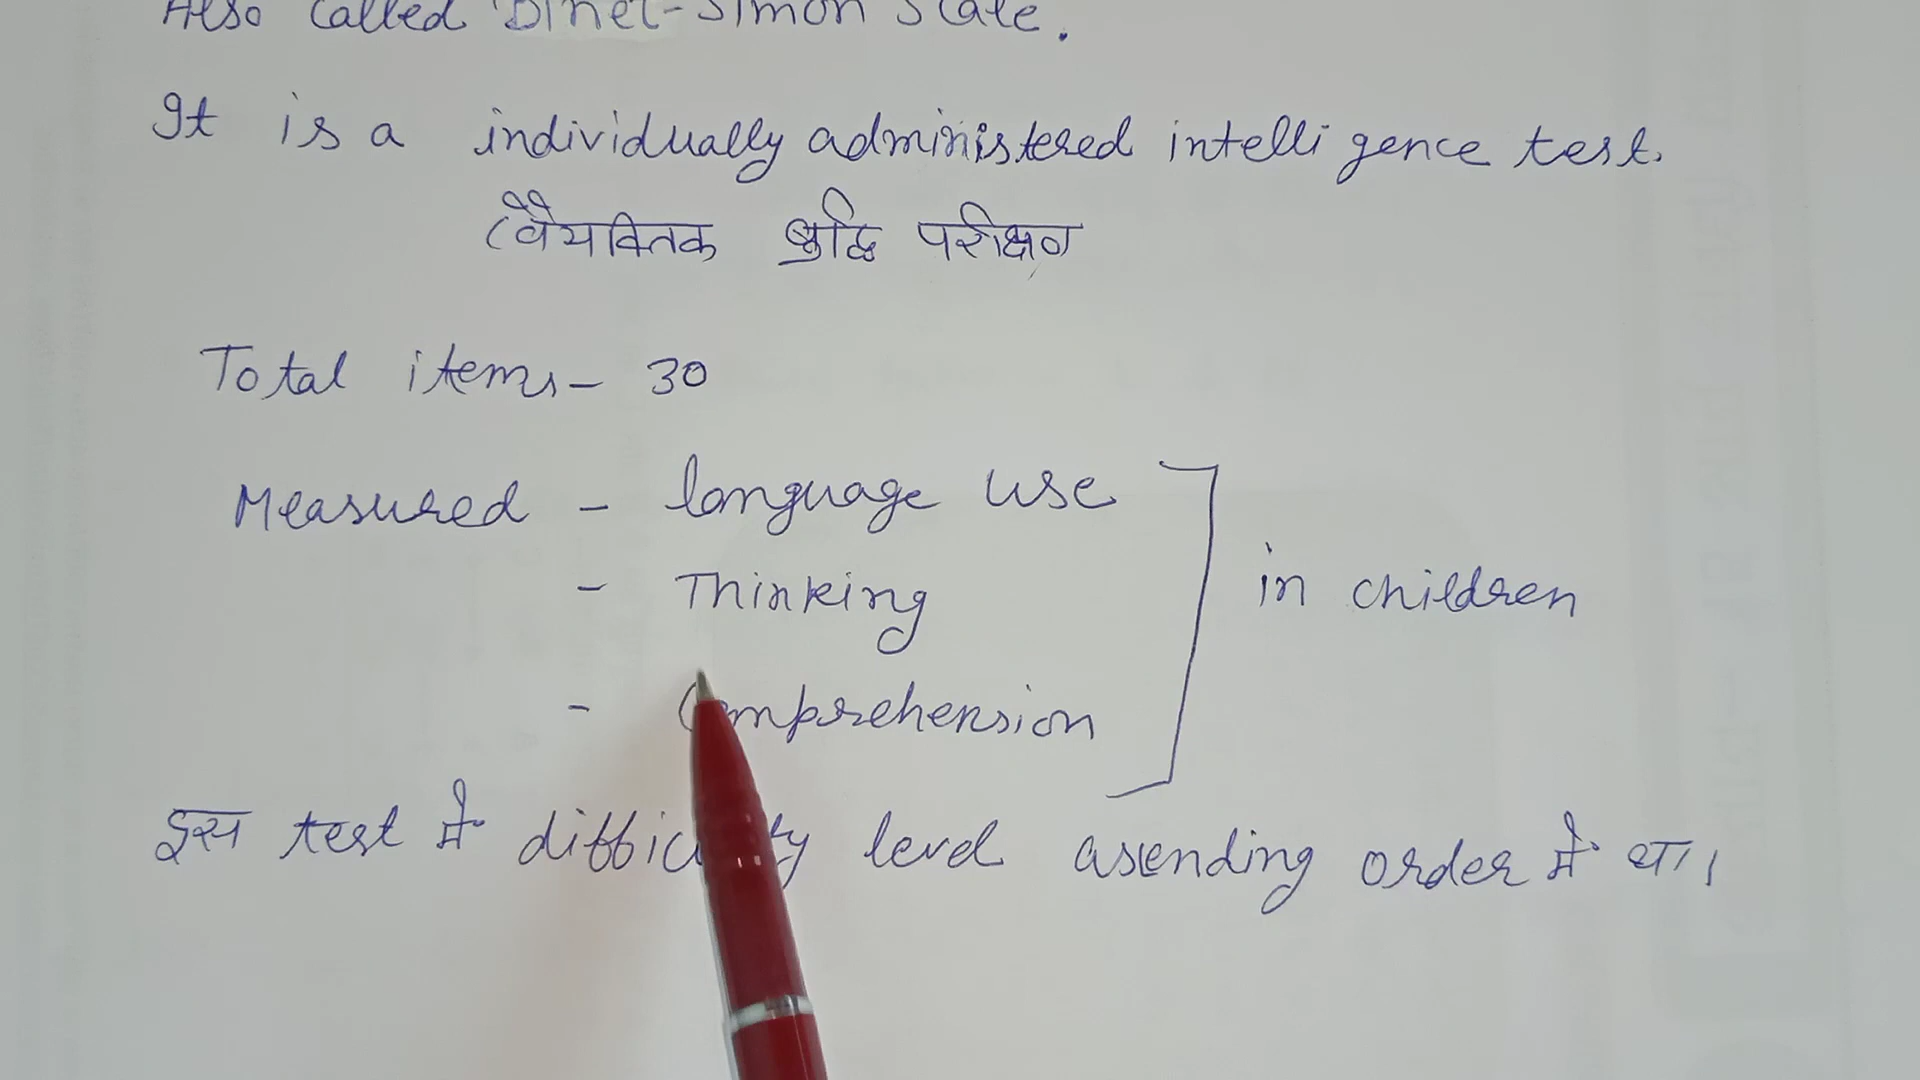 Also called Binet-Simon Scale.
It is a individually administered intelligence test.
(वैयक्तिक बुद्धि परीक्षण
Total items - 30
Measured - language use
- Thinking
in children
- Comprehension
इस test में difficulty level asending order में था।